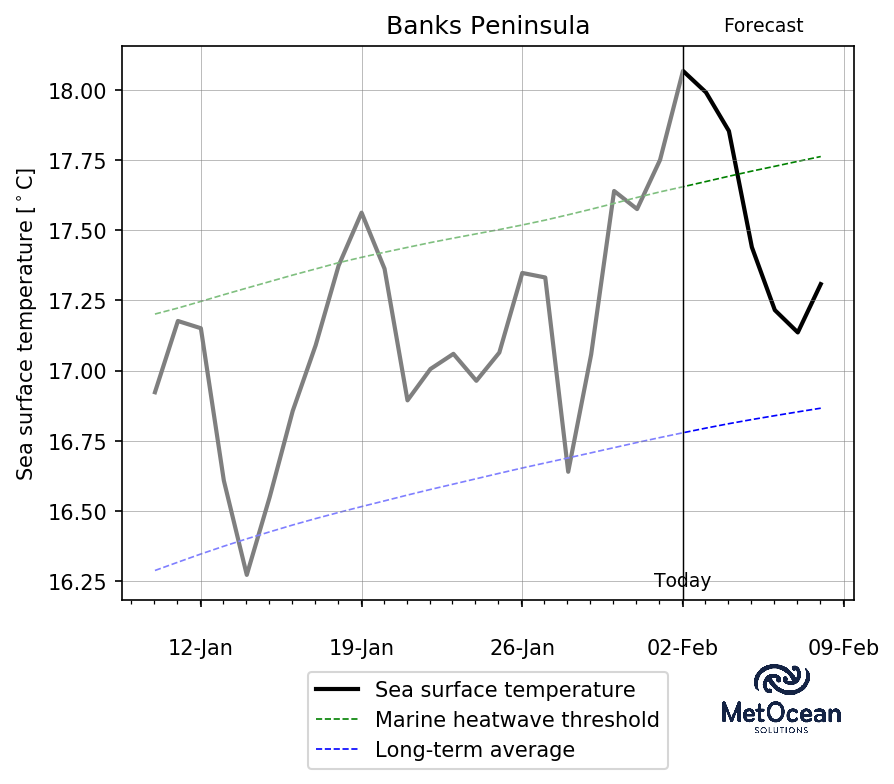 Banks Peninsula
Forecast
Sea surface temperature [°C]
18.00
17.75
17.50
17.25
17.00
16.75
16.50
16.25
Today
12-Jan
19-Jan
26-Jan
02-Feb
09-Feb
Sea surface temperature
Marine heatwave threshold
Long-term average
MetOcean
SOLUTIONS